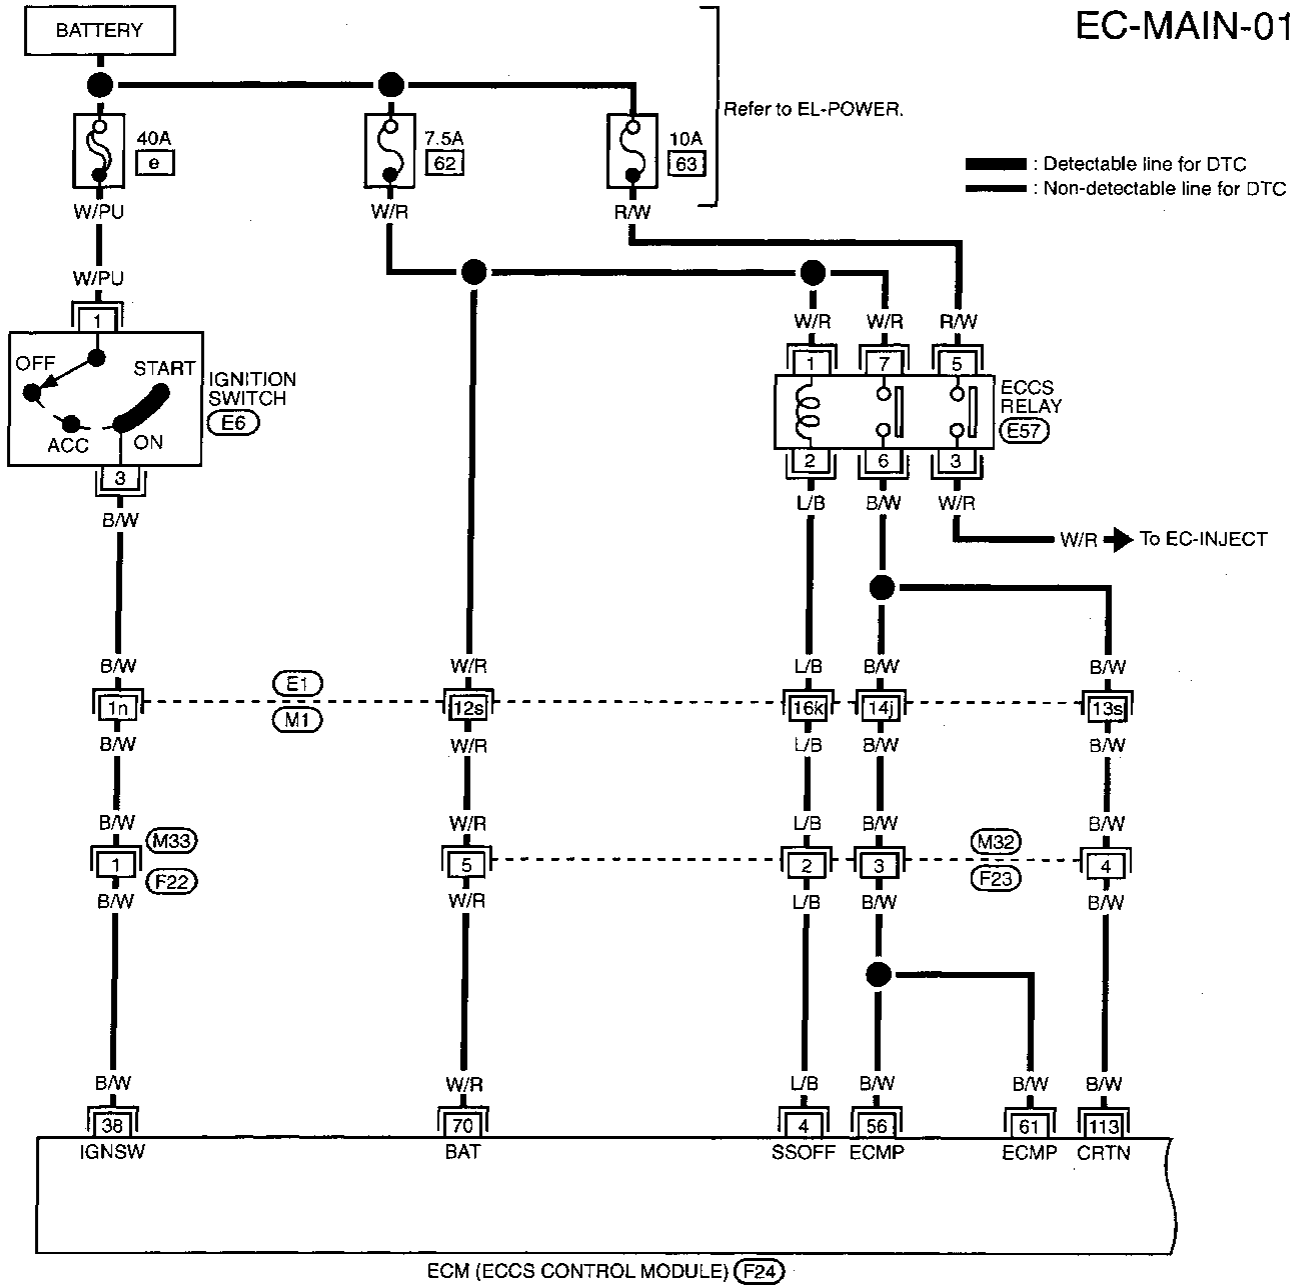 EC-MAIN-01
BATTERY
Refer to EL-POWER.
40A
e
7.5A
62
10A
63
: Detectable line for DTC
: Non-detectable line for DTC
W/PU
W/R
R/W
W/PU
1
OFF
START
ACC
ON
IGNITION
SWITCH
E6
3
B/W
W/R
W/R
R/W
1
7
5
ECCS
RELAY
E57
2
6
3
L/B
B/W
W/R
W/R
To EC-INJECT
B/W
W/R
L/B
B/W
B/W
1n
E1
M1
12s
16k
14j
13s
B/W
W/R
L/B
B/W
B/W
B/W
W/R
L/B
B/W
B/W
1
M33
F22
5
2
3
M32
F23
4
B/W
W/R
L/B
B/W
B/W
B/W
W/R
L/B
B/W
B/W
B/W
38
70
4
56
61
113
IGNSW
BAT
SSOFF
ECMP
ECMP
CRTN
ECM (ECCS CONTROL MODULE)
F24